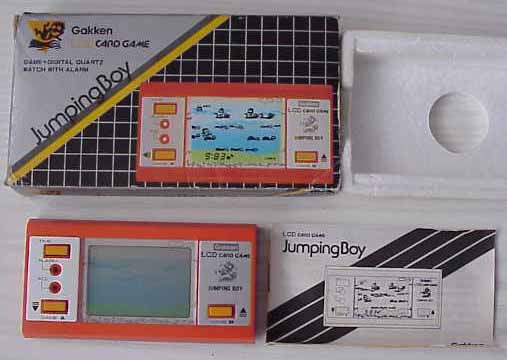 Gakken
LCD CARD GAME
GAME + DIGITAL QUARTZ
WATCH WITH ALARM
JumpingBoy
Gakken
LCD CARD GAME
JUMPING BOY
Gakken
LCD CARD GAME
JUMPING BOY
LCD CARD GAME
JumpingBoy
Gakken